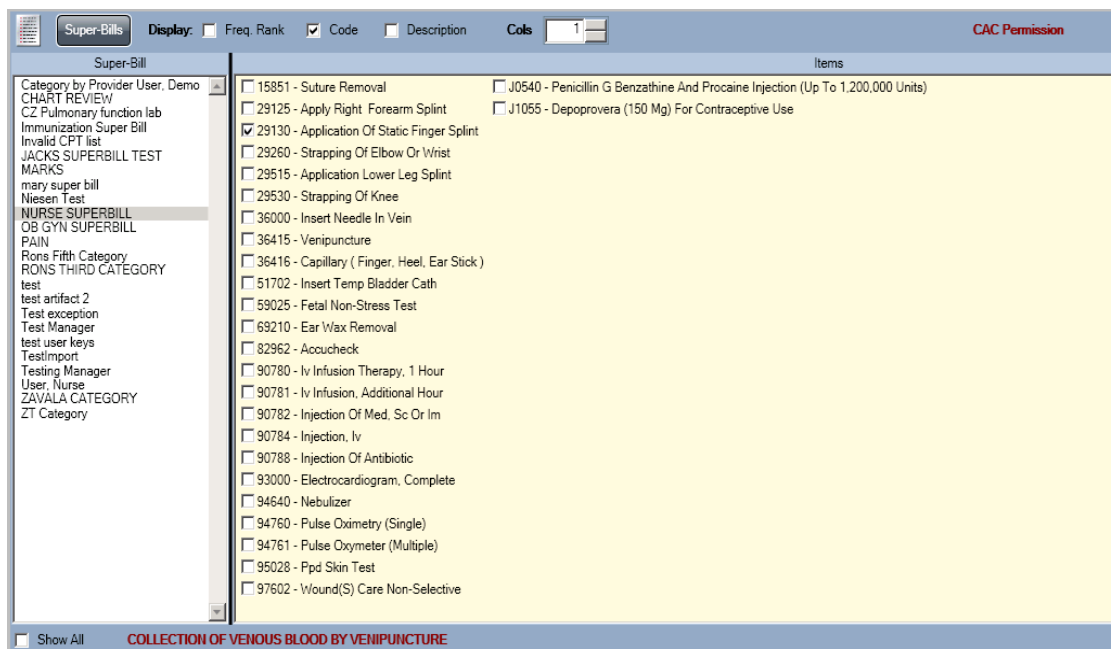 Super-Bills Display: Freq. Rank Code Description Cols 1 CAC Permission
Super-Bill
Items
Category by Provider User, Demo
CHART REVIEW
CZ Pulmonary function lab
Immunization Super Bill
Invalid CPT list
JACKS SUPERBILL TEST
MARKS
mary super bill
Niesen Test
NURSE SUPERBILL
OB GYN SUPERBILL
PAIN
Rons Fifth Category
RONS THIRD CATEGORY
test
test artifact 2
Test exception
Test Manager
test user keys
TestImport
Testing Manager
User, Nurse
ZAVALA CATEGORY
ZT Category
15851 - Suture Removal
29125 - Apply Right Forearm Splint
29130 - Application Of Static Finger Splint
29260 - Strapping Of Elbow Or Wrist
29515 - Application Lower Leg Splint
29530 - Strapping Of Knee
36000 - Insert Needle In Vein
36415 - Venipuncture
36416 - Capillary ( Finger, Heel, Ear Stick )
51702 - Insert Temp Bladder Cath
59025 - Fetal Non-Stress Test
69210 - Ear Wax Removal
82962 - Accucheck
90780 - Iv Infusion Therapy, 1 Hour
90781 - Iv Infusion, Additional Hour
90782 - Injection Of Med, Sc Or Im
90784 - Injection, Iv
90788 - Injection Of Antibiotic
93000 - Electrocardiogram, Complete
94640 - Nebulizer
94760 - Pulse Oximetry (Single)
94761 - Pulse Oxymeter (Multiple)
95028 - Ppd Skin Test
97602 - Wound(S) Care Non-Selective
J0540 - Penicillin G Benzathine And Procaine Injection (Up To 1,200,000 Units)
J1055 - Depoprovera (150 Mg) For Contraceptive Use
Show All COLLECTION OF VENOUS BLOOD BY VENIPUNCTURE